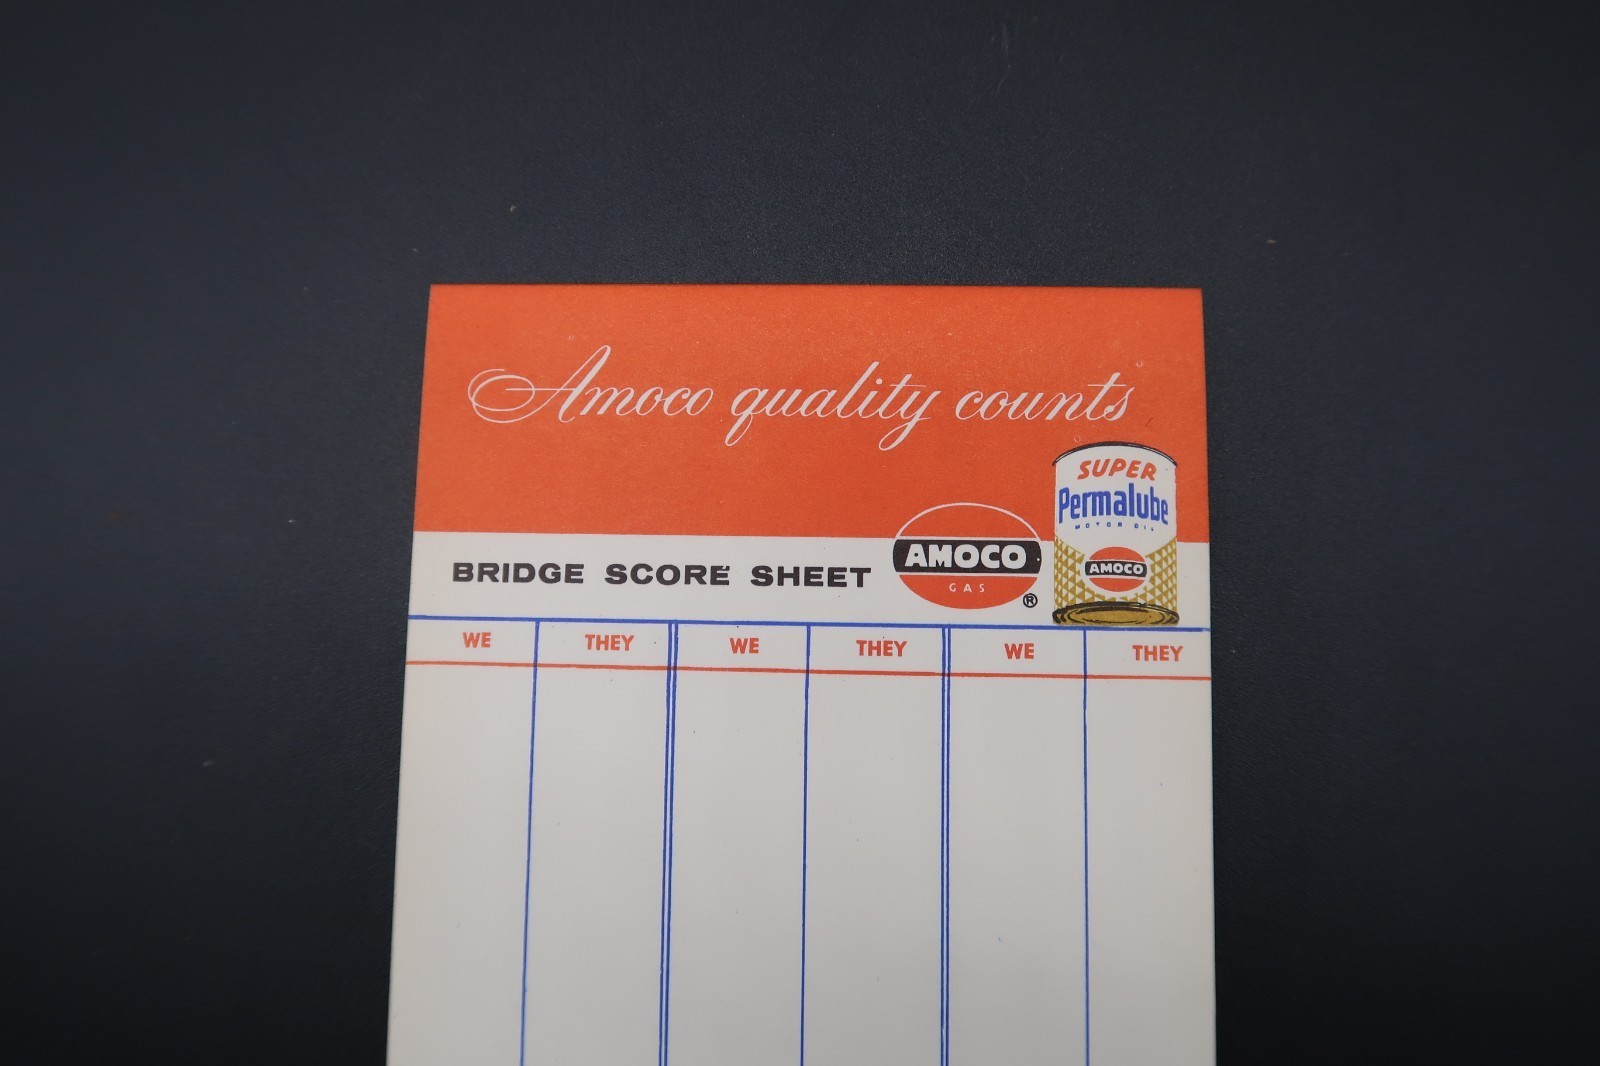 Amoco quality counts
SUPER
Permalube
MOTOR OIL
AMOCO
BRIDGE SCORE SHEET
AMOCO
GAS
®
WE THEY WE THEY WE THEY